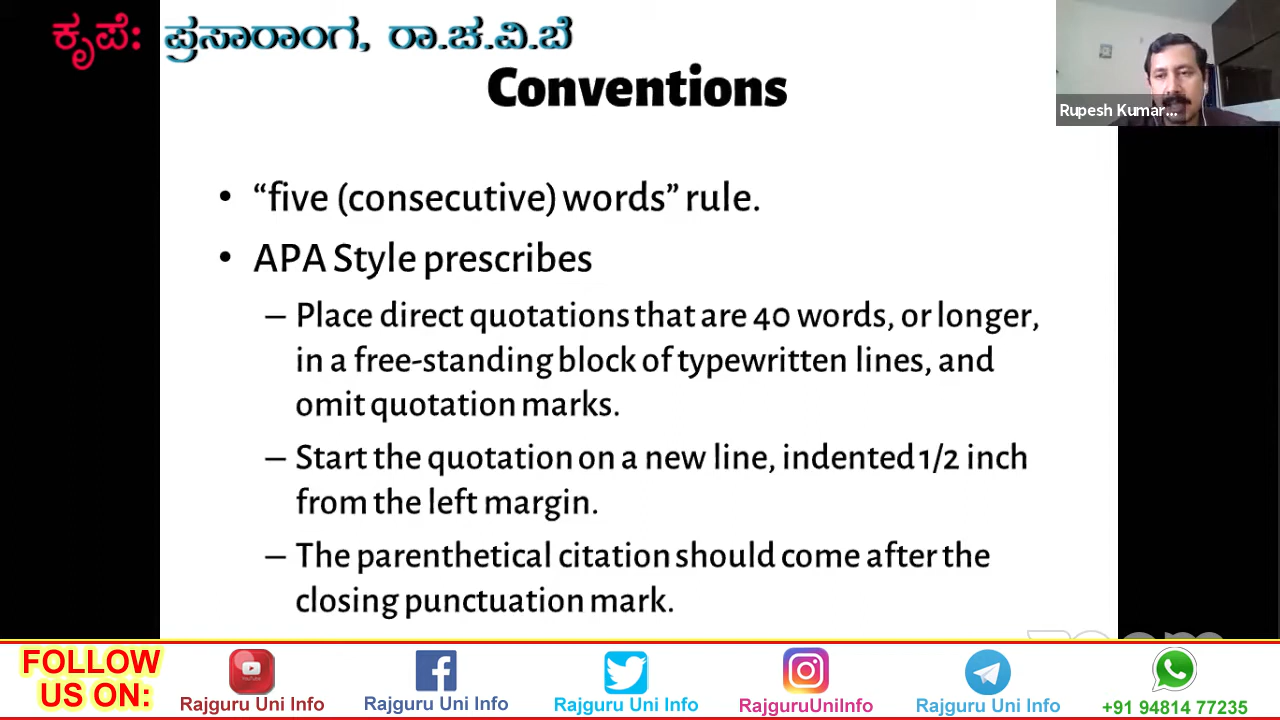 ಕೃಪೆ: ಪ್ರಸಾರಾಂಗ, ರಾ.ಚ.ವಿ.ಬೆ
Conventions
Rupesh Kumar...
• “five (consecutive) words” rule.
• APA Style prescribes
– Place direct quotations that are 40 words, or longer,
in a free-standing block of typewritten lines, and
omit quotation marks.
– Start the quotation on a new line, indented 1/2 inch
from the left margin.
– The parenthetical citation should come after the
closing punctuation mark.
zoom
FOLLOW
US ON:
YouTube
Rajguru Uni Info
Rajguru Uni Info
Rajguru Uni Info
RajguruUniInfo
Rajguru Uni Info
+91 94814 77235